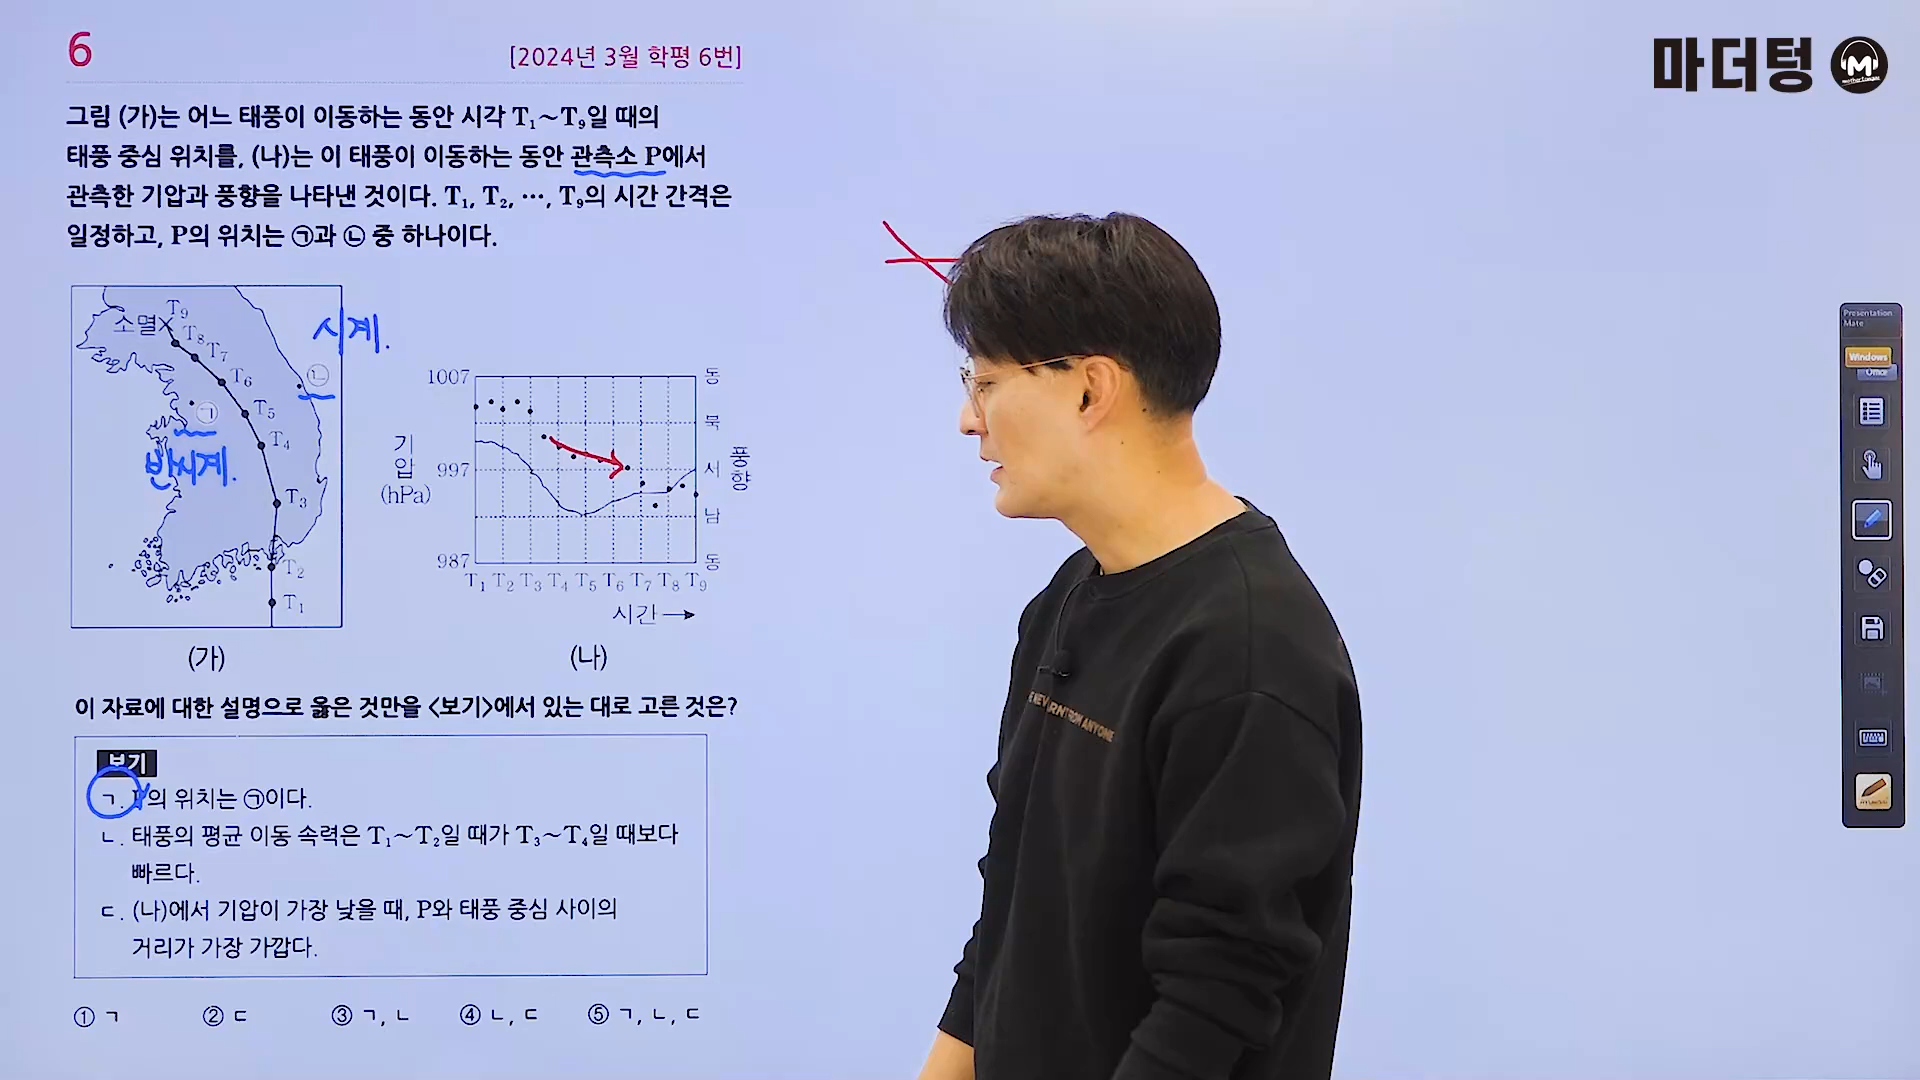 6
[2024년 3월 학평 6번]
마더텅
그림 (가)는 어느 태풍이 이동하는 동안 시각 T₁~T₉일 때의
태풍 중심 위치를, (나)는 이 태풍이 이동하는 동안 관측소 P에서
관측한 기압과 풍향을 나타낸 것이다. T₁, T₂, ⋯, T₉의 시간 간격은
일정하고, P의 위치는 ㉠과 ㉡ 중 하나이다.
T₉
소멸
T₈
T₇
T₆
T₅
T₄
T₃
T₂
T₁
㉠
㉡
시계.
반시계.
(가)
1007
997
987
기압
(hPa)
동
북
서
남
동
풍향
T₁ T₂ T₃ T₄ T₅ T₆ T₇ T₈ T₉
시간
(나)
이 자료에 대한 설명으로 옳은 것만을 <보기>에서 있는 대로 고른 것은?
보기
ㄱ. P의 위치는 ㉠이다.
ㄴ. 태풍의 평균 이동 속력은 T₁~T₂일 때가 T₃~T₄일 때보다
빠르다.
ㄷ. (나)에서 기압이 가장 낮을 때, P와 태풍 중심 사이의
거리가 가장 가깝다.
① ㄱ ② ㄷ ③ ㄱ, ㄴ ④ ㄴ, ㄷ ⑤ ㄱ, ㄴ, ㄷ
Presentation
Mate
Windows
Office